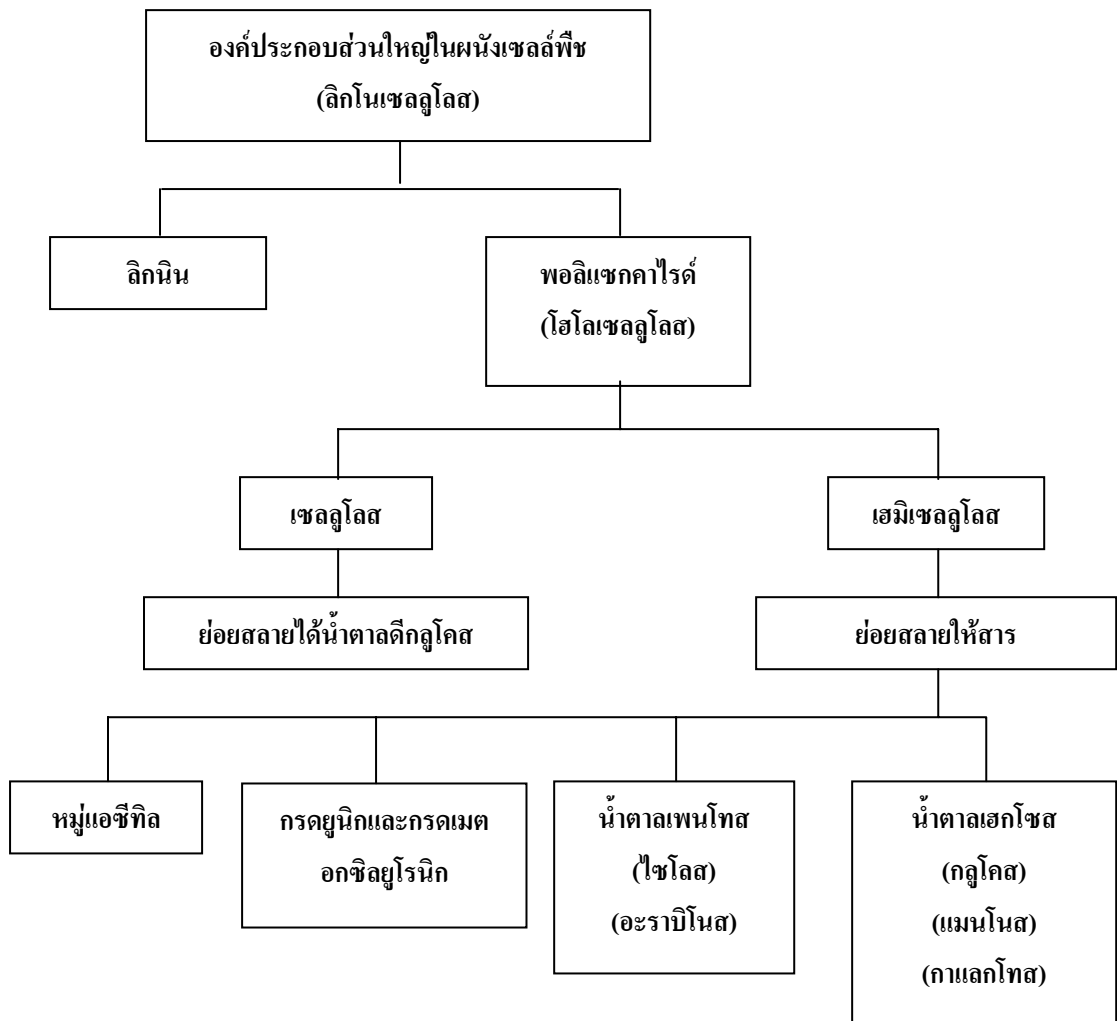 องค์ประกอบส่วนใหญ่ในผนังเซลล์พืช
(ลิกโนเซลลูโลส)
ลิกนิน
พอลิแซกคาไรด์
(โฮโลเซลลูโลส)
เซลลูโลส
เฮมิเซลลูโลส
ย่อยสลายได้น้ำตาลดีกลูโคส
ย่อยสลายให้สาร
หมู่แอซีทิล
กรดยูนิกและกรดเมต
อกซิลยูโรนิก
น้ำตาลเพนโทส
(ไซโลส)
(อะราบิโนส)
น้ำตาลเฮกโซส
(กลูโคส)
(แมนโนส)
(กาแลกโทส)